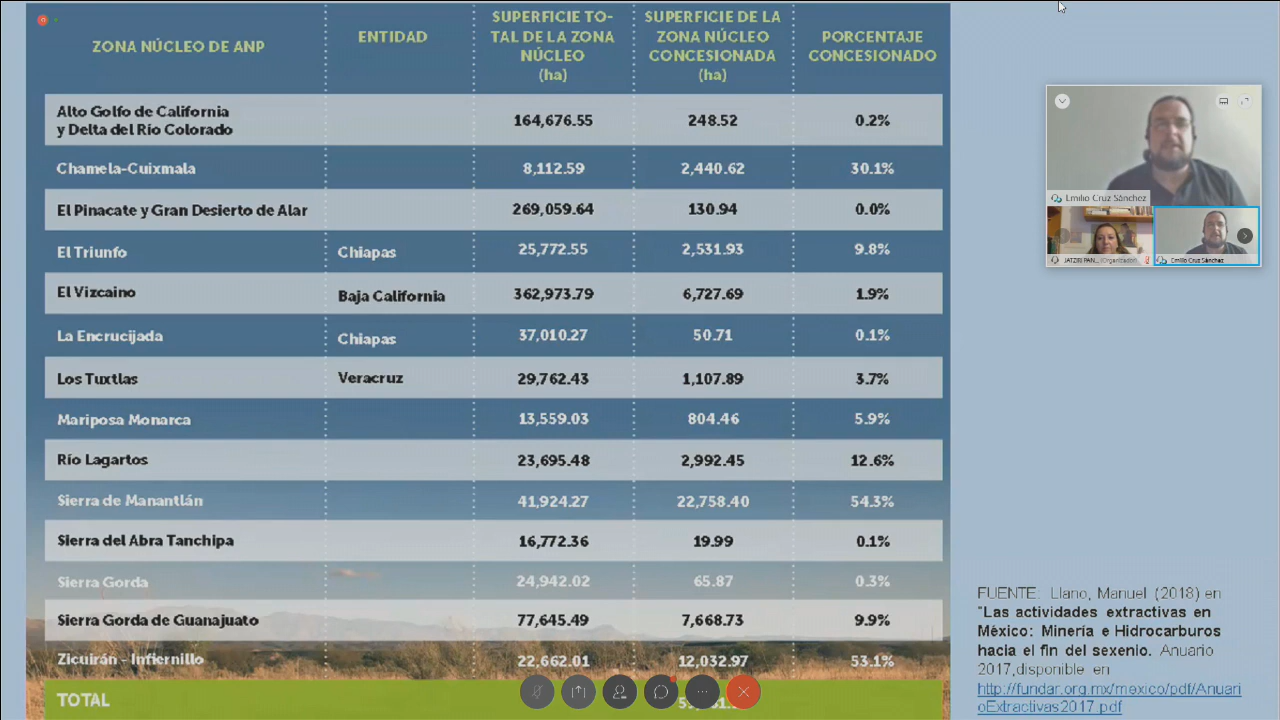 ZONA NÚCLEO DE ANP
ENTIDAD
SUPERFICIE TO-
TAL DE LA ZONA
NÚCLEO
(ha)
SUPERFICIE DE LA
ZONA NÚCLEO
CONCESIONADA
(ha)
PORCENTAJE
CONCESIONADO
Alto Golfo de California
y Delta del Río Colorado 164,676.55 248.52 0.2%
Chamela-Cuixmala 8,112.59 2,440.62 30.1%
El Pinacate y Gran Desierto de Alar 269,059.64 130.94 0.0%
El Triunfo Chiapas 25,772.55 2,531.93 9.8%
El Vizcaino Baja California 362,973.79 6,727.69 1.9%
La Encrucijada Chiapas 37,010.27 50.71 0.1%
Los Tuxtlas Veracruz 29,762.43 1,107.89 3.7%
Mariposa Monarca 13,559.03 804.46 5.9%
Río Lagartos 23,695.48 2,992.45 12.6%
Sierra de Manantlán 41,924.27 22,758.40 54.3%
Sierra del Abra Tanchipa 16,772.36 19.99 0.1%
Sierra Gorda 24,942.02 65.87 0.3%
Sierra Gorda de Guanajuato 77,645.49 7,668.73 9.9%
Zicuirán - Infiernillo 22,662.01 12,032.97 53.1%
TOTAL
Emilio Cruz Sánchez
JATZIRI PAN... (Organizador)
Emilio Cruz Sánchez
FUENTE: Llano, Manuel (2018) en
"Las actividades extractivas en
México: Minería e Hidrocarburos
hacia el fin del sexenio. Anuario
2017,disponible en
http://fundar.org.mx/mexico/pdf/Anuari
oExtractivas2017.pdf